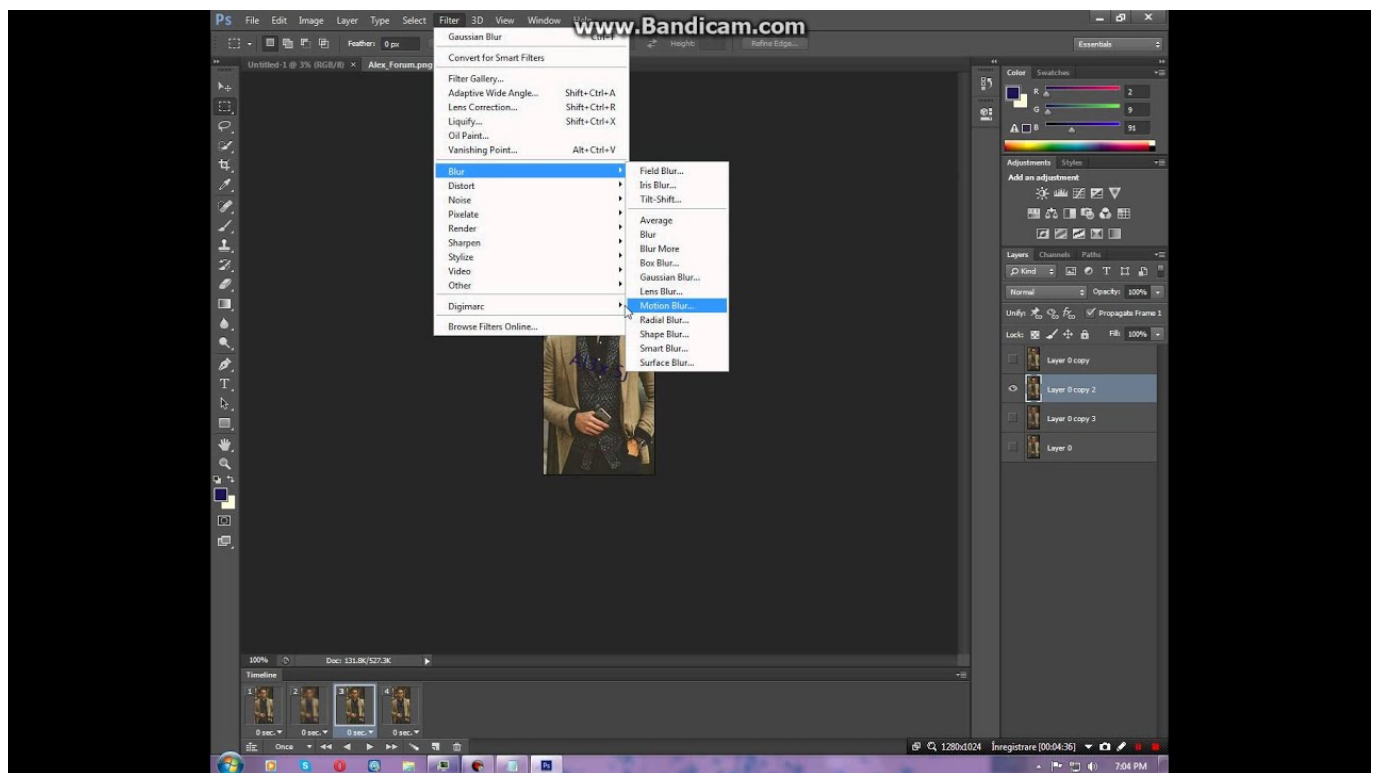 www.Bandicam.com
Ps File Edit Image Layer Type Select Filter 3D View Window Help
Feather: 0 px Height: Refine Edge... Essentials
Untitled-1 @ 3% (RGB/8) × Alex_Forum.png
Gaussian Blur Ctrl+F
Convert for Smart Filters
Filter Gallery...
Adaptive Wide Angle... Shift+Ctrl+A
Lens Correction... Shift+Ctrl+R
Liquify... Shift+Ctrl+X
Oil Paint...
Vanishing Point... Alt+Ctrl+V
Blur
Distort
Noise
Pixelate
Render
Sharpen
Stylize
Video
Other
Digimarc
Browse Filters Online...
Field Blur...
Iris Blur...
Tilt-Shift...
Average
Blur
Blur More
Box Blur...
Gaussian Blur...
Lens Blur...
Motion Blur...
Radial Blur...
Shape Blur...
Smart Blur...
Surface Blur...
Color Swatches
R 2
G 9
B 91
Adjustments Styles
Add an adjustment
Layers Channels Paths
Kind
Normal Opacity: 100%
Unify: Propagate Frame 1
Lock: Fill: 100%
Layer 0 copy
Layer 0 copy 2
Layer 0 copy 3
Layer 0
100% Doc: 131.8K/527.3K
Timeline
1 2 3 4
0 sec. 0 sec. 0 sec. 0 sec.
Once
1280x1024 Înregistrare [00:04:36]
7:04 PM